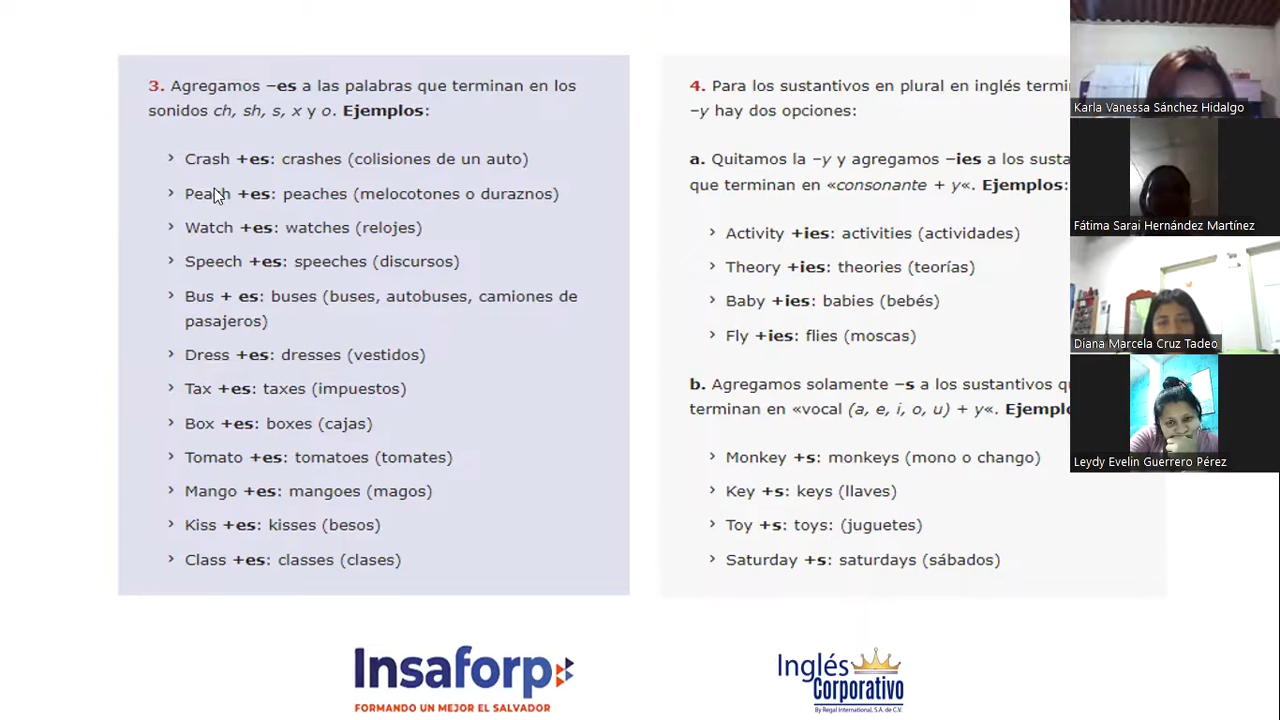 3. Agregamos –es a las palabras que terminan en los
sonidos ch, sh, s, x y o. Ejemplos:
› Crash +es: crashes (colisiones de un auto)
› Peach +es: peaches (melocotones o duraznos)
› Watch +es: watches (relojes)
› Speech +es: speeches (discursos)
› Bus + es: buses (buses, autobuses, camiones de
pasajeros)
› Dress +es: dresses (vestidos)
› Tax +es: taxes (impuestos)
› Box +es: boxes (cajas)
› Tomato +es: tomatoes (tomates)
› Mango +es: mangoes (magos)
› Kiss +es: kisses (besos)
› Class +es: classes (clases)
4. Para los sustantivos en plural en inglés termi
–y hay dos opciones:
a. Quitamos la –y y agregamos –ies a los susta
que terminan en «consonante + y«. Ejemplos:
› Activity +ies: activities (actividades)
› Theory +ies: theories (teorías)
› Baby +ies: babies (bebés)
› Fly +ies: flies (moscas)
b. Agregamos solamente –s a los sustantivos q
terminan en «vocal (a, e, i, o, u) + y«. Ejempl
› Monkey +s: monkeys (mono o chango)
› Key +s: keys (llaves)
› Toy +s: toys: (juguetes)
› Saturday +s: saturdays (sábados)
Karla Vanessa Sánchez Hidalgo
Fátima Sarai Hernández Martínez
Diana Marcela Cruz Tadeo
Leydy Evelin Guerrero Pérez
Insaforp
FORMANDO UN MEJOR EL SALVADOR
Inglés
Corporativo
By Regal International, S.A. de C.V.